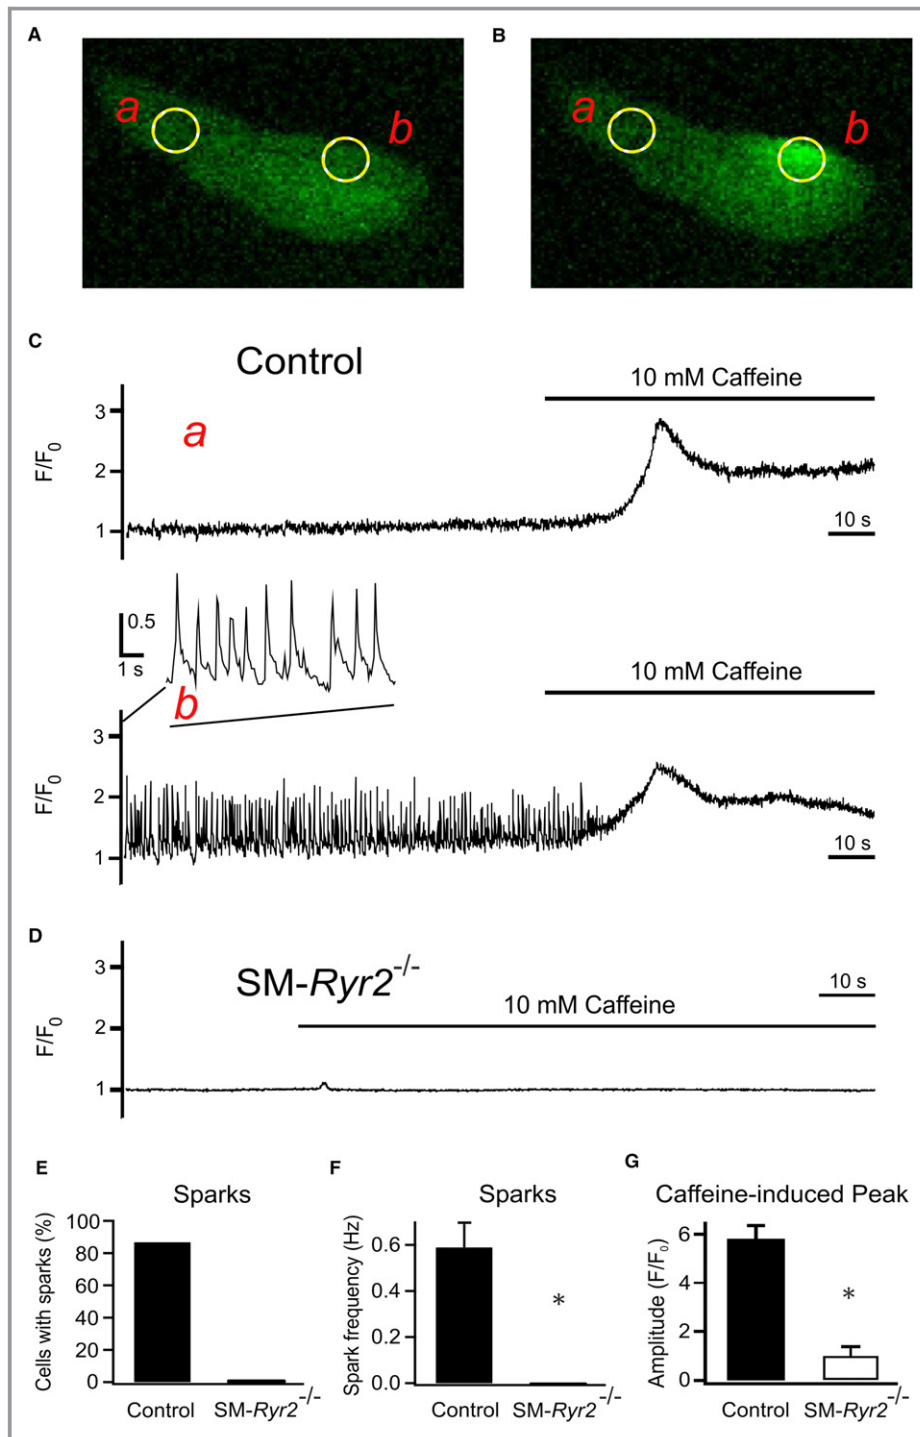 A
B
a
b
a
b
C
Control
10 mM Caffeine
3
2
1
F/F0
a
10 s
0.5
1 s
b
10 mM Caffeine
3
2
1
F/F0
10 s
D
SM-Ryr2-/-
10 s
10 mM Caffeine
3
2
1
F/F0
E
Sparks
Cells with sparks (%)
100
80
60
40
20
0
Control SM-Ryr2-/-
F
Sparks
Spark frequency (Hz)
0.6
0.4
0.2
0.0
*
Control SM-Ryr2-/-
G
Caffeine-induced Peak
Amplitude (F/F0)
6
4
2
0
*
Control SM-Ryr2-/-